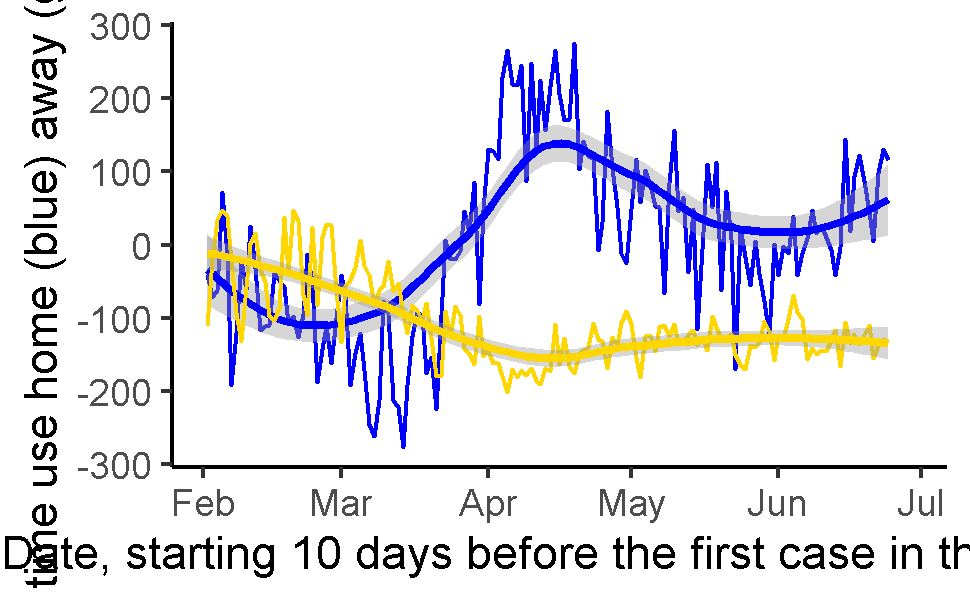 time use home (blue) away (
300
200
100
0
-100
-200
-300
Feb Mar Apr May Jun Jul
Date, starting 10 days before the first case in th